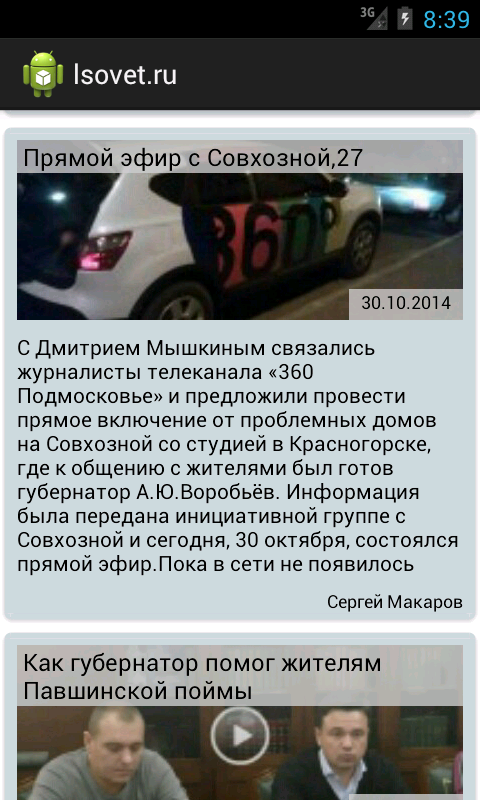 3G
8:39
lsovet.ru
Прямой эфир с Совхозной,27
360°
30.10.2014
С Дмитрием Мышкиным связались
журналисты телеканала «360
Подмосковье» и предложили провести
прямое включение от проблемных домов
на Совхозной со студией в Красногорске,
где к общению с жителями был готов
губернатор А.Ю.Воробьёв. Информация
была передана инициативной группе с
Совхозной и сегодня, 30 октября, состоялся
прямой эфир.Пока в сети не появилось
Сергей Макаров
Как губернатор помог жителям
Павшинской поймы